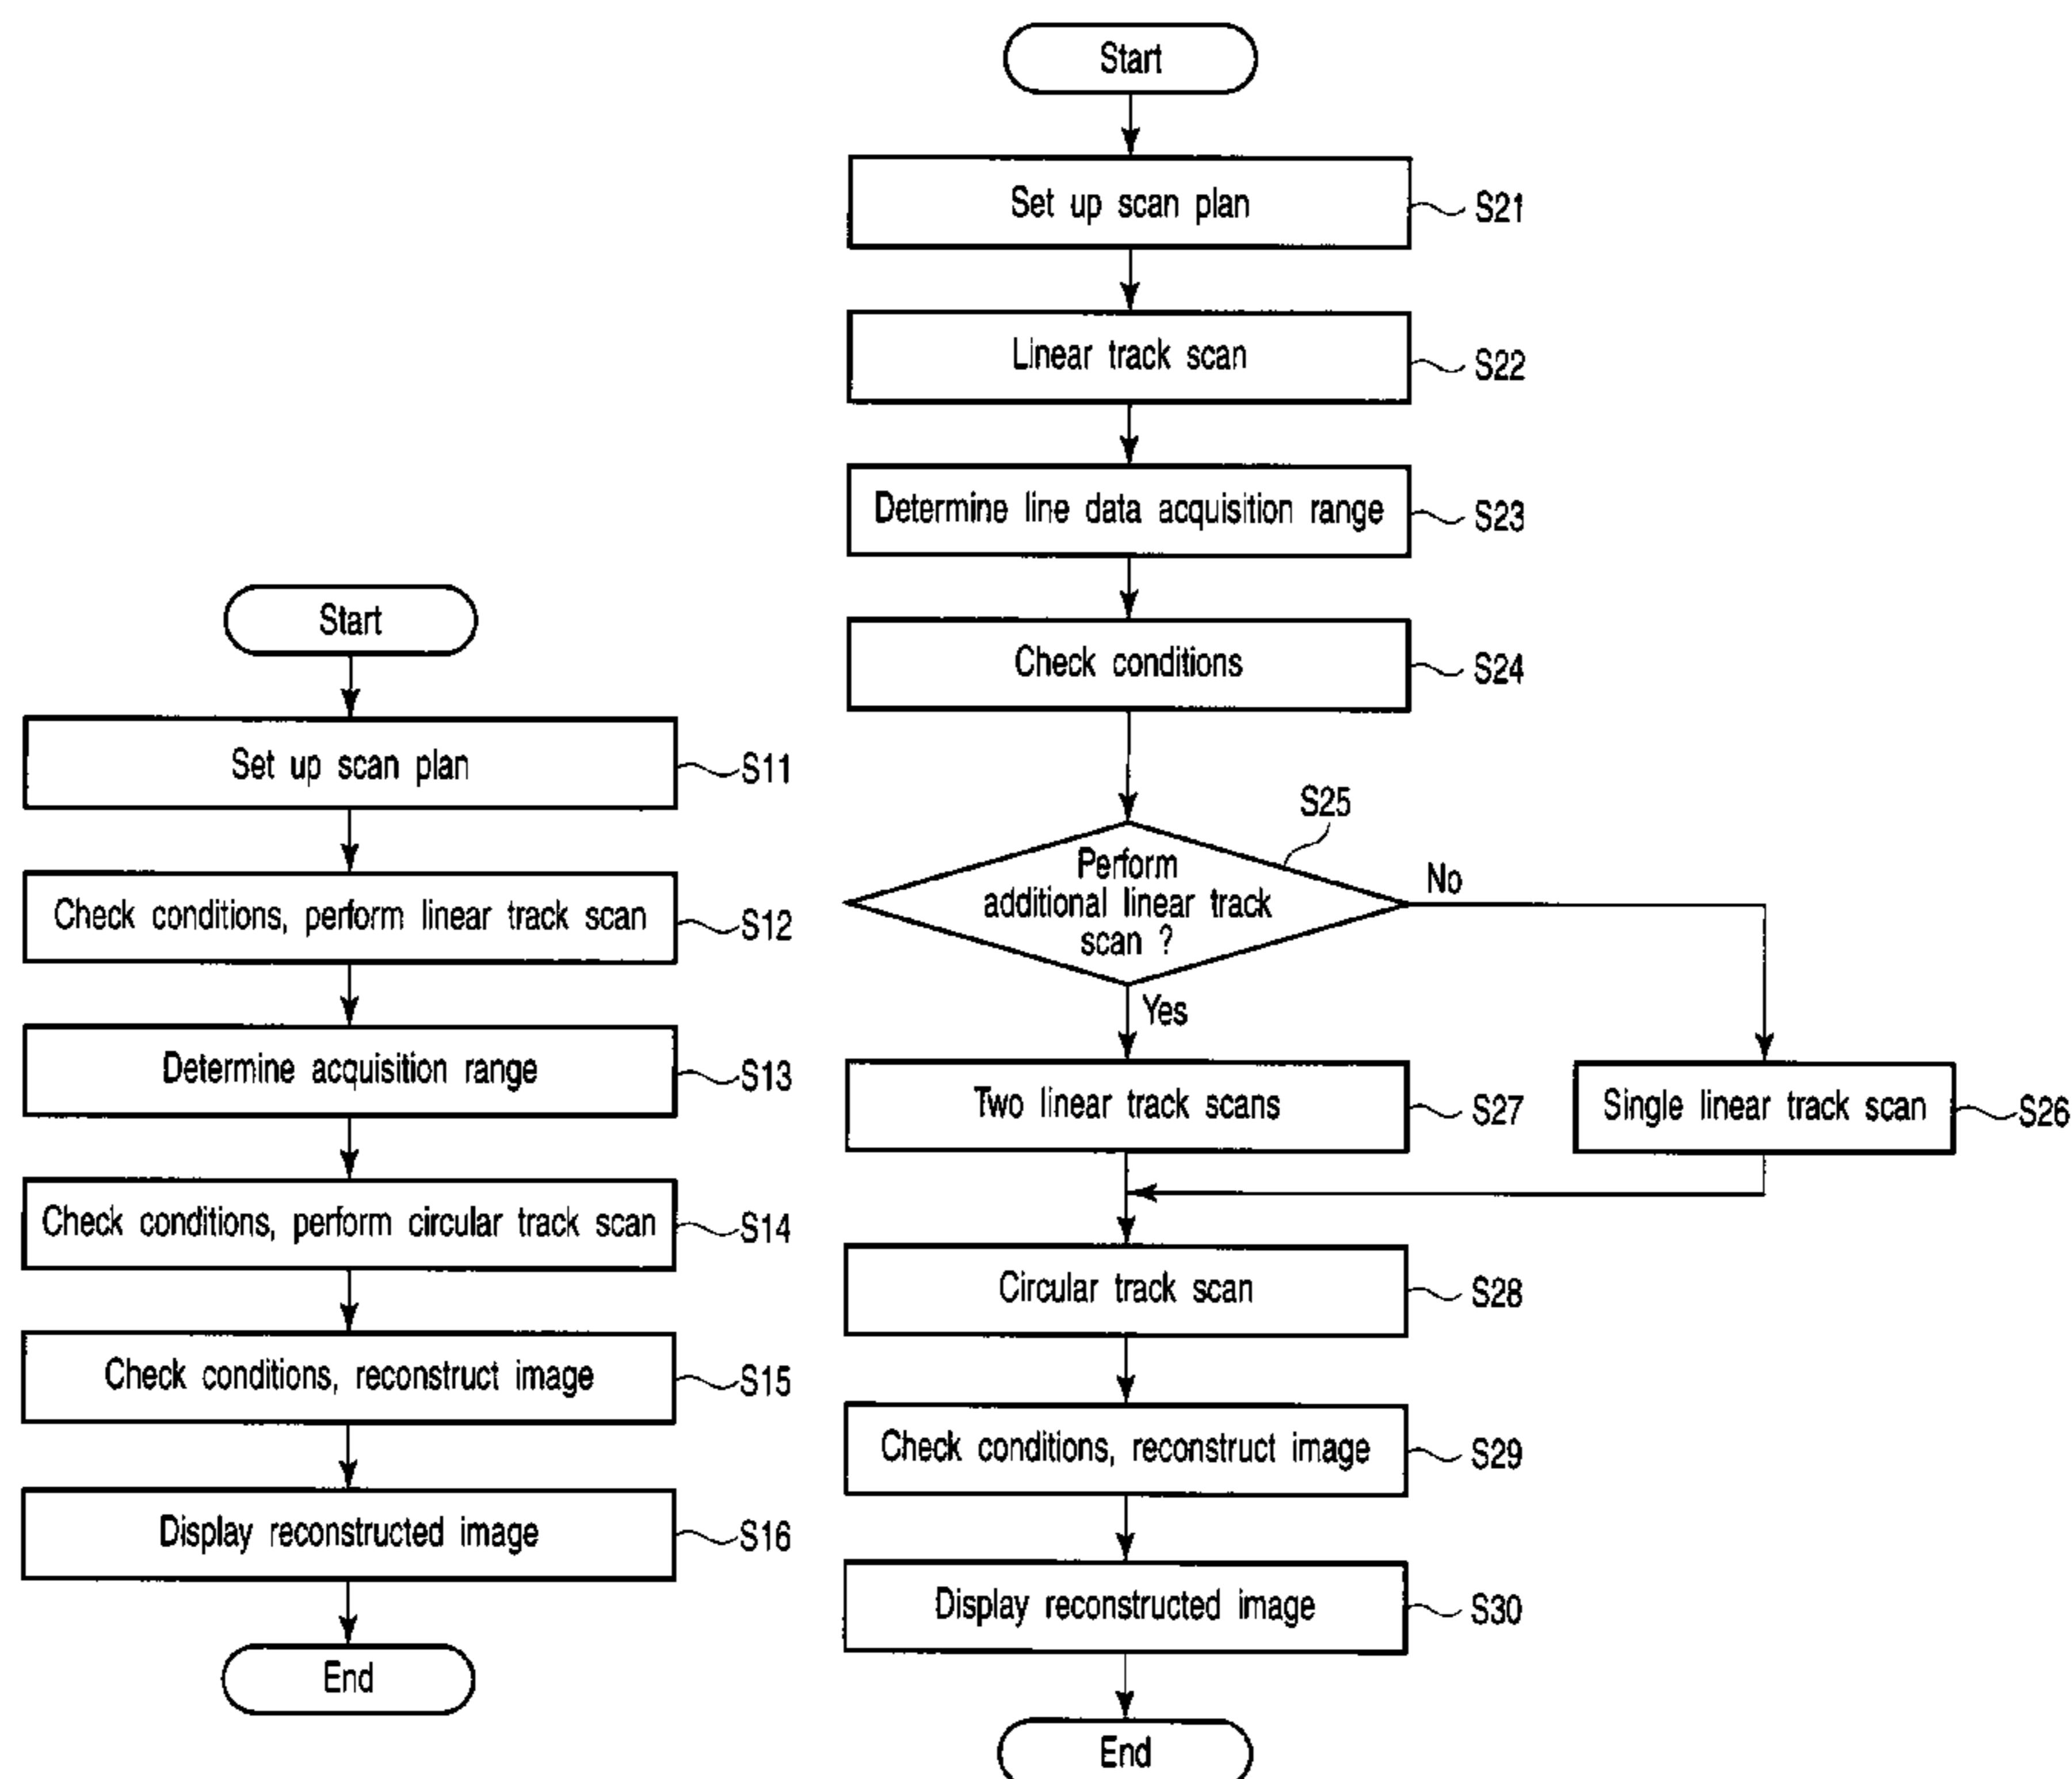 Start
Set up scan plan
S11
Check conditions, perform linear track scan
S12
Determine acquisition range
S13
Check conditions, perform circular track scan
S14
Check conditions, reconstruct image
S15
Display reconstructed image
S16
End
Start
Set up scan plan
S21
Linear track scan
S22
Determine line data acquisition range
S23
Check conditions
S24
S25
Perform
additional linear track
scan ?
No
Yes
Two linear track scans
S27
Single linear track scan
S26
Circular track scan
S28
Check conditions, reconstruct image
S29
Display reconstructed image
S30
End